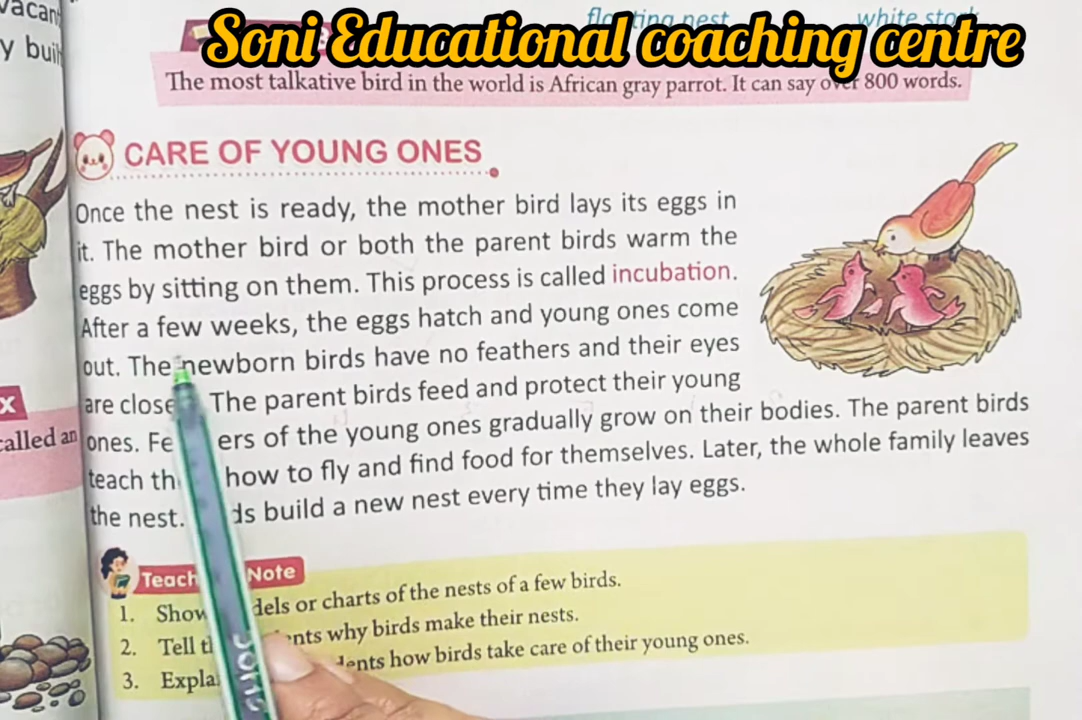 vacant
y buil
floating nest white stork
Soni Educational coaching centre
The most talkative bird in the world is African gray parrot. It can say over 800 words.
CARE OF YOUNG ONES
Once the nest is ready, the mother bird lays its eggs in
it. The mother bird or both the parent birds warm the
eggs by sitting on them. This process is called incubation.
After a few weeks, the eggs hatch and young ones come
out. The newborn birds have no feathers and their eyes
are close The parent birds feed and protect their young
ones. Fe ers of the young ones gradually grow on their bodies. The parent birds
teach th how to fly and find food for themselves. Later, the whole family leaves
the nest. ds build a new nest every time they lay eggs.
x
called an
Teach Note
1. Show dels or charts of the nests of a few birds.
2. Tell t ents why birds make their nests.
3. Expla dents how birds take care of their young ones.